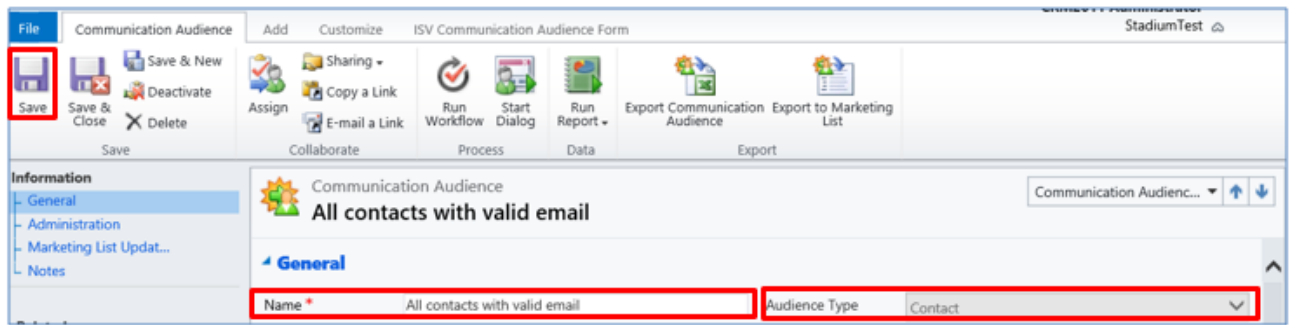 CRM2011 Administrator
StadiumTest
File Communication Audience Add Customize ISV Communication Audience Form
Save
Save & Close
Save & New
Deactivate
Delete
Save
Assign
Sharing
Copy a Link
E-mail a Link
Collaborate
Run Workflow
Start Dialog
Process
Run Report
Data
Export Communication Audience
Export to Marketing List
Export
Information
General
Administration
Marketing List Updat...
Notes
Communication Audience
All contacts with valid email
Communication Audienc...
General
Name * All contacts with valid email
Audience Type Contact